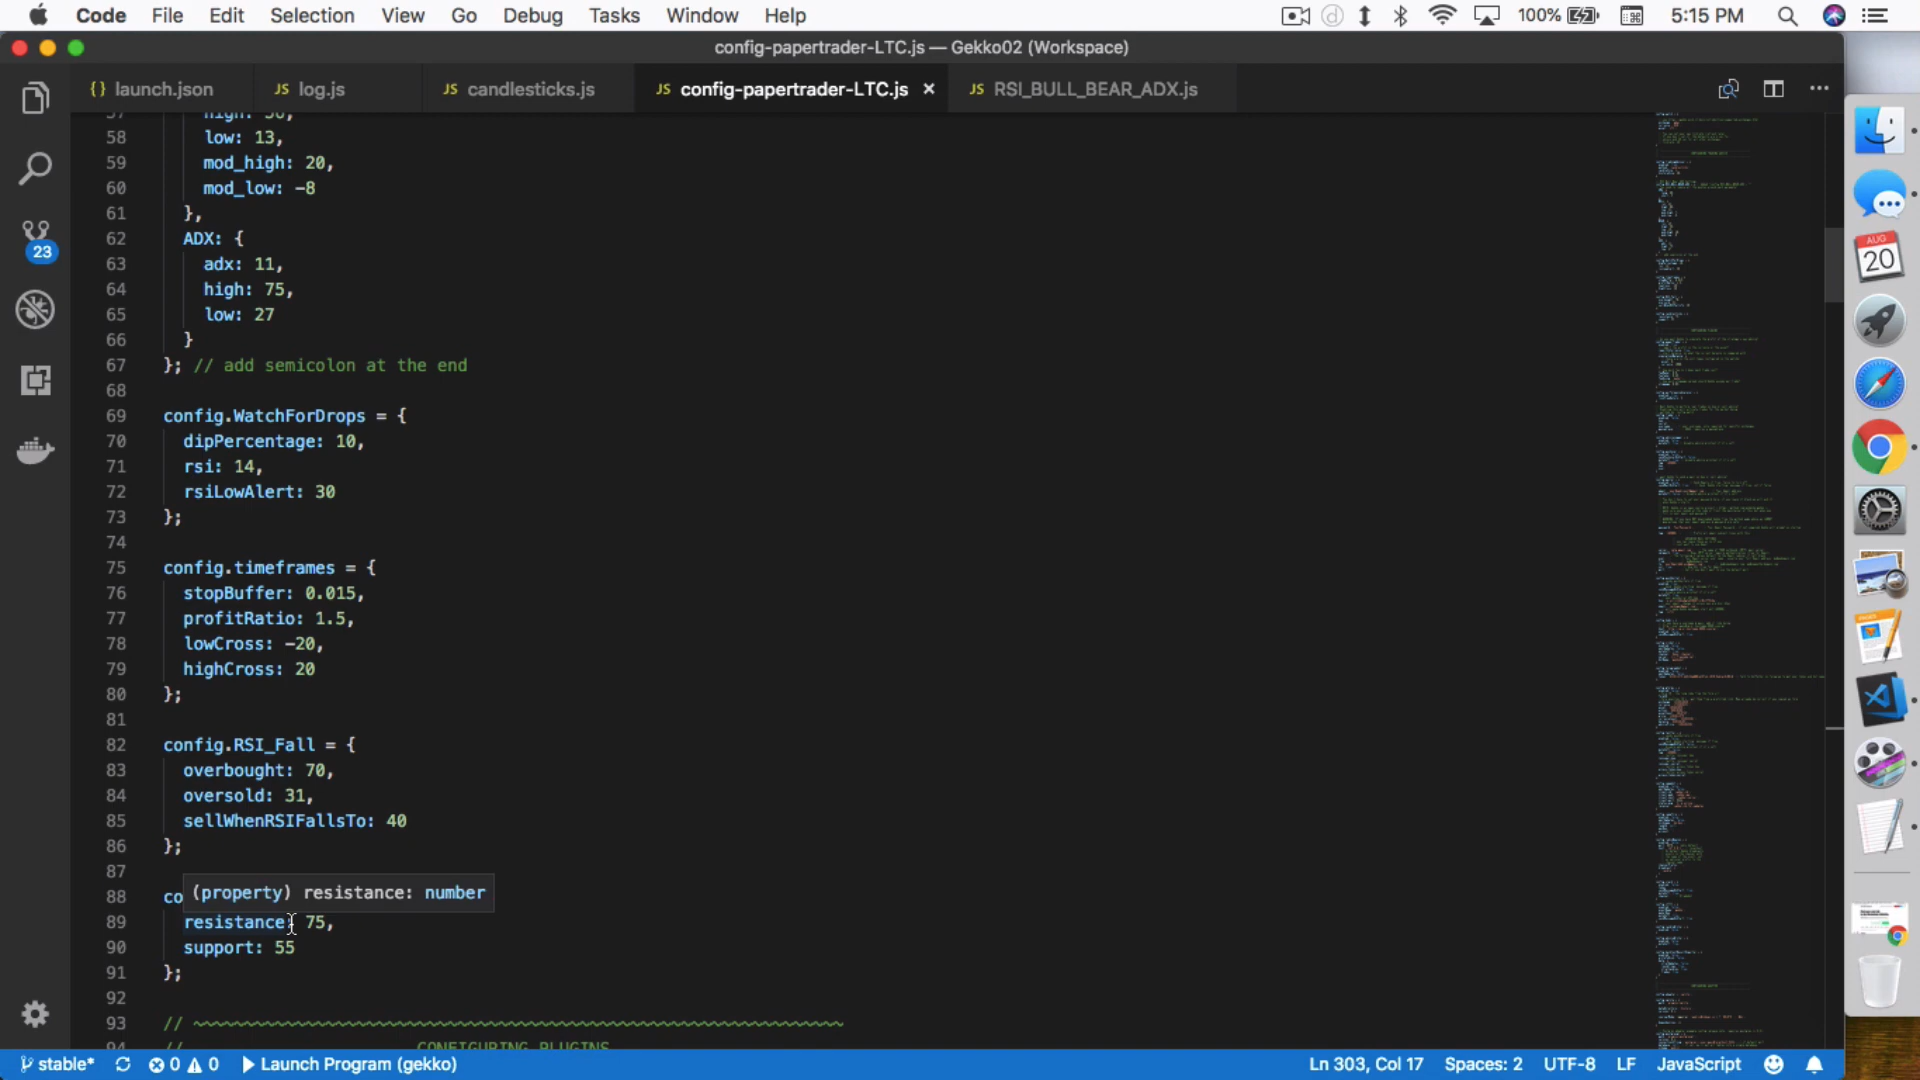 Code File Edit Selection View Go Debug Tasks Window Help 100% 5:15 PM
config-papertrader-LTC.js — Gekko02 (Workspace)
{} launch.json JS log.js JS candlesticks.js JS config-papertrader-LTC.js × JS RSI_BULL_BEAR_ADX.js
58 low: 13,
59 mod_high: 20,
60 mod_low: -8
61 },
62 ADX: {
63 adx: 11,
64 high: 75,
65 low: 27
66 }
67 }; // add semicolon at the end
68
69 config.WatchForDrops = {
70 dipPercentage: 10,
71 rsi: 14,
72 rsiLowAlert: 30
73 };
74
75 config.timeframes = {
76 stopBuffer: 0.015,
77 profitRatio: 1.5,
78 lowCross: -20,
79 highCross: 20
80 };
81
82 config.RSI_Fall = {
83 overbought: 70,
84 oversold: 31,
85 sellWhenRSIFallsTo: 40
86 };
87
(property) resistance: number
88 co
89 resistance: 75,
90 support: 55
91 };
92
93 // ~~~~~~~~~~~~~~~~~~~~~~~~~~~~~~~~~~~~~~~~~~~~~~~~~~~~~~~~~~~~~~~~
94 // CONFIGURING PLUGINS
23
AUG
20
stable* 0 0 Launch Program (gekko) Ln 303, Col 17 Spaces: 2 UTF-8 LF JavaScript